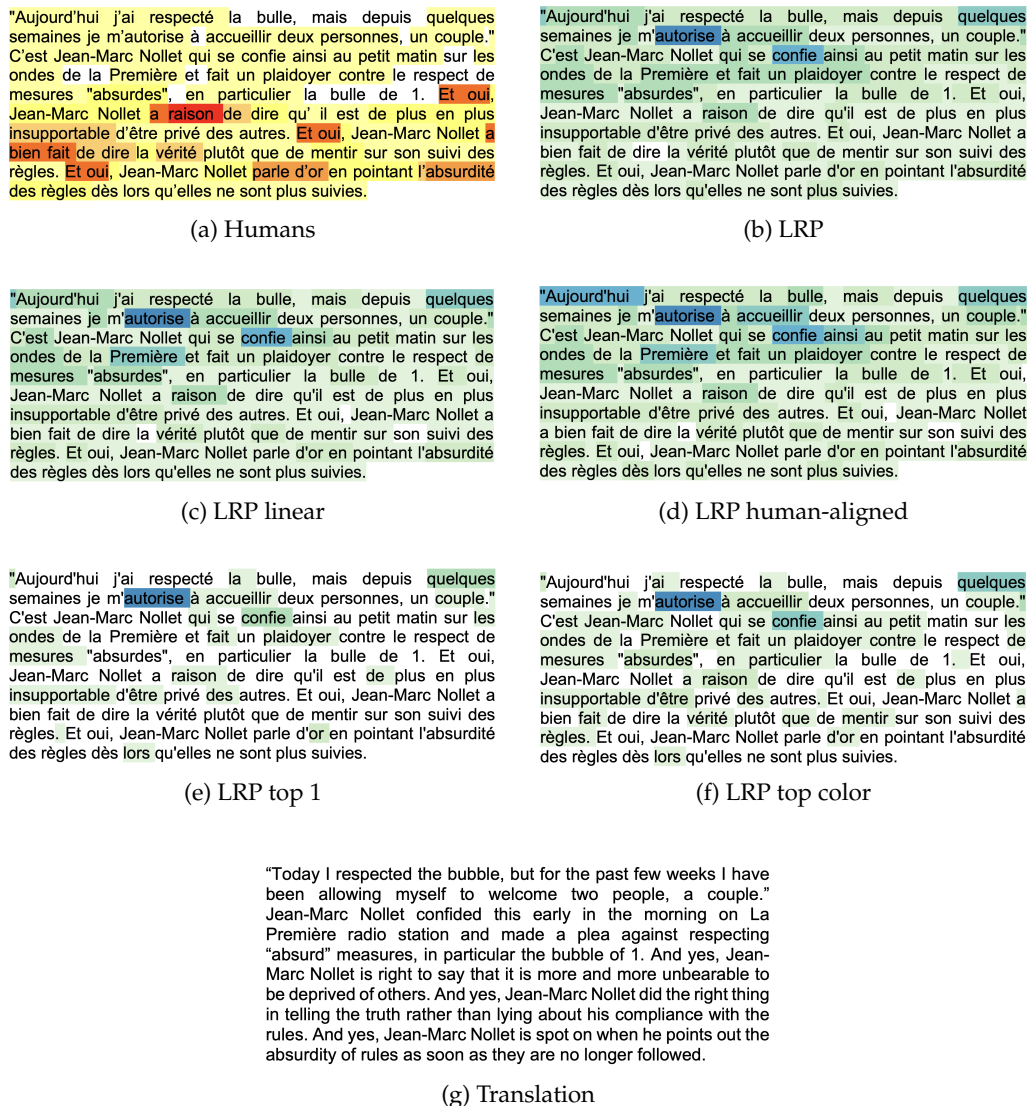 "Aujourd’hui j’ai respecté la bulle, mais depuis quelques
semaines je m’autorise à accueillir deux personnes, un couple."
C’est Jean-Marc Nollet qui se confie ainsi au petit matin sur les
ondes de la Première et fait un plaidoyer contre le respect de
mesures "absurdes", en particulier la bulle de 1. Et oui,
Jean-Marc Nollet a raison de dire qu’ il est de plus en plus
insupportable d’être privé des autres. Et oui, Jean-Marc Nollet a
bien fait de dire la vérité plutôt que de mentir sur son suivi des
règles. Et oui, Jean-Marc Nollet parle d’or en pointant l’absurdité
des règles dès lors qu’elles ne sont plus suivies.
(a) Humans
"Aujourd'hui j'ai respecté la bulle, mais depuis quelques
semaines je m'autorise à accueillir deux personnes, un couple."
C'est Jean-Marc Nollet qui se confie ainsi au petit matin sur les
ondes de la Première et fait un plaidoyer contre le respect de
mesures "absurdes", en particulier la bulle de 1. Et oui,
Jean-Marc Nollet a raison de dire qu'il est de plus en plus
insupportable d'être privé des autres. Et oui, Jean-Marc Nollet a
bien fait de dire la vérité plutôt que de mentir sur son suivi des
règles. Et oui, Jean-Marc Nollet parle d'or en pointant l'absurdité
des règles dès lors qu'elles ne sont plus suivies.
(b) LRP
"Aujourd'hui j'ai respecté la bulle, mais depuis quelques
semaines je m'autorise à accueillir deux personnes, un couple."
C'est Jean-Marc Nollet qui se confie ainsi au petit matin sur les
ondes de la Première et fait un plaidoyer contre le respect de
mesures "absurdes", en particulier la bulle de 1. Et oui,
Jean-Marc Nollet a raison de dire qu'il est de plus en plus
insupportable d'être privé des autres. Et oui, Jean-Marc Nollet a
bien fait de dire la vérité plutôt que de mentir sur son suivi des
règles. Et oui, Jean-Marc Nollet parle d'or en pointant l'absurdité
des règles dès lors qu'elles ne sont plus suivies.
(c) LRP linear
"Aujourd'hui j'ai respecté la bulle, mais depuis quelques
semaines je m'autorise à accueillir deux personnes, un couple."
C'est Jean-Marc Nollet qui se confie ainsi au petit matin sur les
ondes de la Première et fait un plaidoyer contre le respect de
mesures "absurdes", en particulier la bulle de 1. Et oui,
Jean-Marc Nollet a raison de dire qu'il est de plus en plus
insupportable d'être privé des autres. Et oui, Jean-Marc Nollet
a bien fait de dire la vérité plutôt que de mentir sur son suivi des
règles. Et oui, Jean-Marc Nollet parle d'or en pointant l'absurdité
des règles dès lors qu'elles ne sont plus suivies.
(d) LRP human-aligned
"Aujourd'hui j'ai respecté la bulle, mais depuis quelques
semaines je m'autorise à accueillir deux personnes, un couple."
C'est Jean-Marc Nollet qui se confie ainsi au petit matin sur les
ondes de la Première et fait un plaidoyer contre le respect de
mesures "absurdes", en particulier la bulle de 1. Et oui,
Jean-Marc Nollet a raison de dire qu'il est de plus en plus
insupportable d'être privé des autres. Et oui, Jean-Marc Nollet a
bien fait de dire la vérité plutôt que de mentir sur son suivi des
règles. Et oui, Jean-Marc Nollet parle d'or en pointant l'absurdité
des règles dès lors qu'elles ne sont plus suivies.
(e) LRP top 1
"Aujourd'hui j'ai respecté la bulle, mais depuis quelques
semaines je m'autorise à accueillir deux personnes, un couple."
C'est Jean-Marc Nollet qui se confie ainsi au petit matin sur les
ondes de la Première et fait un plaidoyer contre le respect de
mesures "absurdes", en particulier la bulle de 1. Et oui,
Jean-Marc Nollet a raison de dire qu'il est de plus en plus
insupportable d'être privé des autres. Et oui, Jean-Marc Nollet a
bien fait de dire la vérité plutôt que de mentir sur son suivi des
règles. Et oui, Jean-Marc Nollet parle d'or en pointant l'absurdité
des règles dès lors qu'elles ne sont plus suivies.
(f) LRP top color
“Today I respected the bubble, but for the past few weeks I have
been allowing myself to welcome two people, a couple.”
Jean-Marc Nollet confided this early in the morning on La
Première radio station and made a plea against respecting
“absurd” measures, in particular the bubble of 1. And yes, Jean-
Marc Nollet is right to say that it is more and more unbearable to
be deprived of others. And yes, Jean-Marc Nollet did the right thing
in telling the truth rather than lying about his compliance with the
rules. And yes, Jean-Marc Nollet is spot on when he points out the
absurdity of rules as soon as they are no longer followed.
(g) Translation